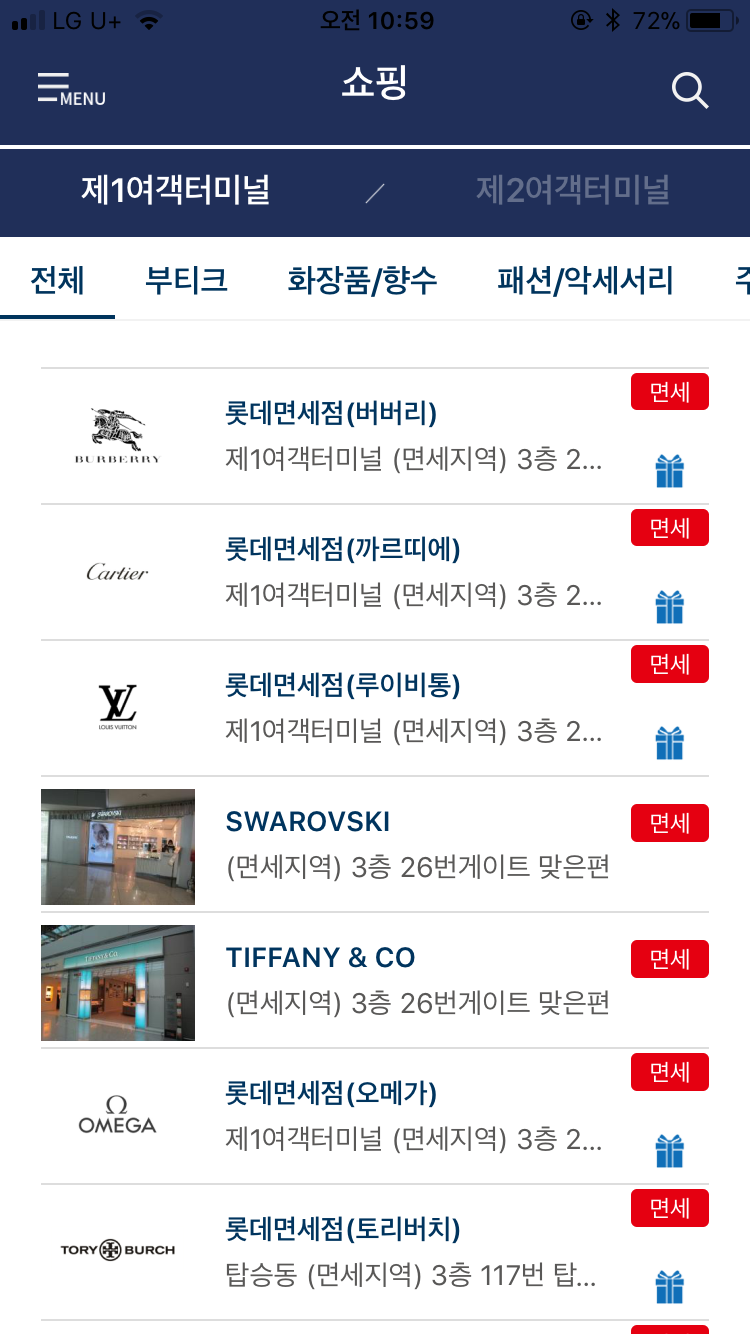 LG U+ 오전 10:59 72%
MENU 쇼핑
제1여객터미널 / 제2여객터미널
전체 부티크 화장품/향수 패션/악세서리
면세
롯데면세점(버버리)
BURBERRY
제1여객터미널 (면세지역) 3층 2...
면세
롯데면세점(까르띠에)
Cartier
제1여객터미널 (면세지역) 3층 2...
면세
롯데면세점(루이비통)
LV
LOUIS VUITTON
제1여객터미널 (면세지역) 3층 2...
SWAROVSKI
면세
(면세지역) 3층 26번게이트 맞은편
TIFFANY & CO
면세
(면세지역) 3층 26번게이트 맞은편
면세
롯데면세점(오메가)
Ω
OMEGA
제1여객터미널 (면세지역) 3층 2...
면세
롯데면세점(토리버치)
TORY BURCH
탑승동 (면세지역) 3층 117번 탑...